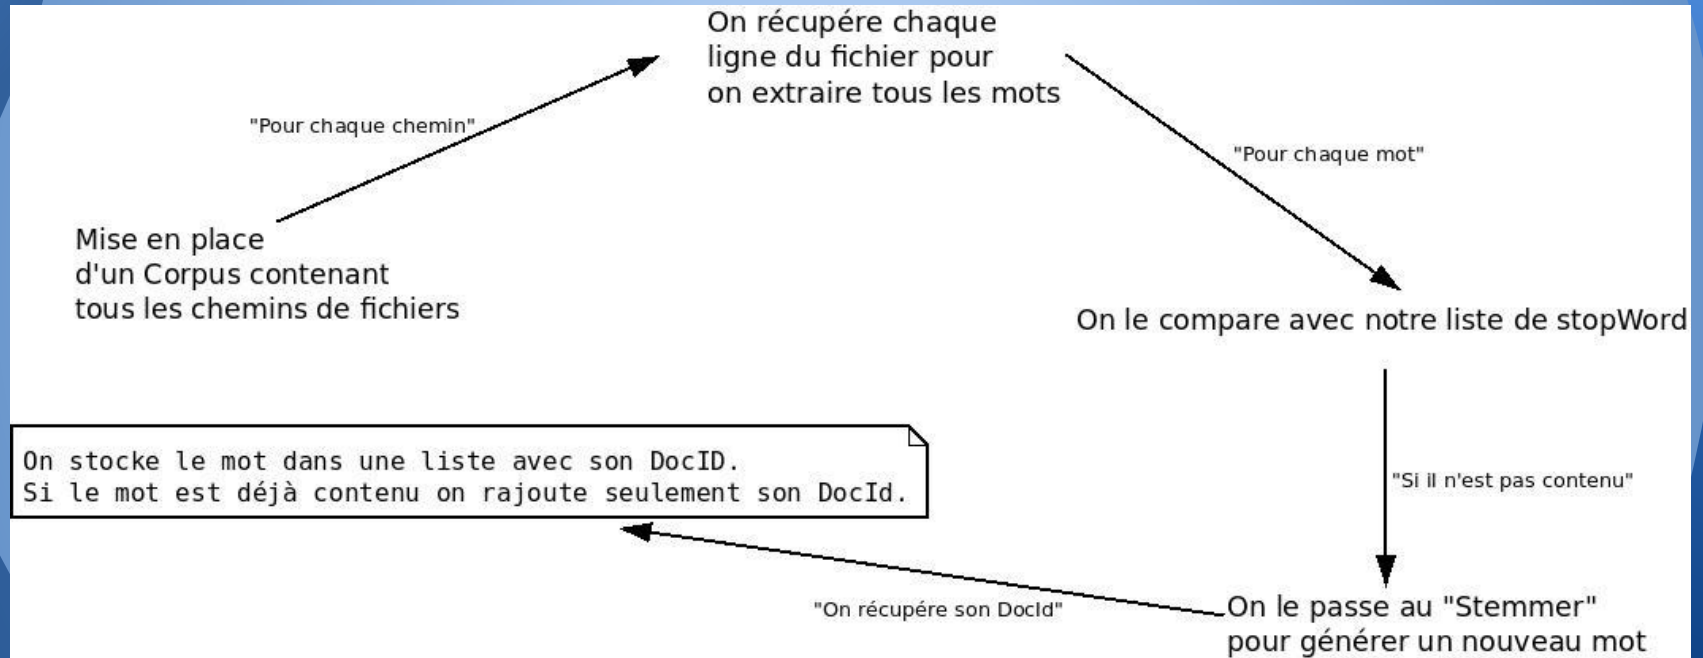 Mise en place
d'un Corpus contenant
tous les chemins de fichiers
"Pour chaque chemin"
On récupére chaque
ligne du fichier pour
on extraire tous les mots
"Pour chaque mot"
On le compare avec notre liste de stopWord
"Si il n'est pas contenu"
On le passe au "Stemmer"
pour générer un nouveau mot
"On récupére son DocId"
On stocke le mot dans une liste avec son DocID.
Si le mot est déjà contenu on rajoute seulement son DocId.